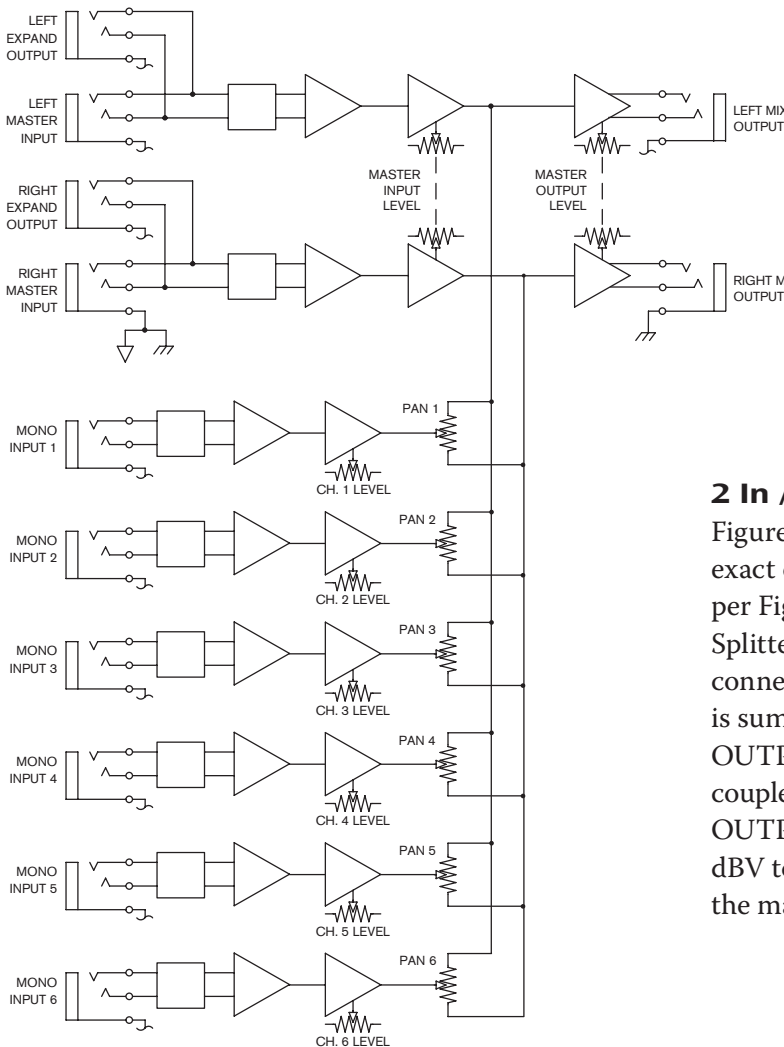 LEFT
EXPAND
OUTPUT
LEFT
MASTER
INPUT
RIGHT
EXPAND
OUTPUT
RIGHT
MASTER
INPUT
MASTER
INPUT
LEVEL
MASTER
OUTPUT
LEVEL
LEFT MIX
OUTPUT
RIGHT M
OUTPUT
MONO
INPUT 1
PAN 1
CH. 1 LEVEL
MONO
INPUT 2
PAN 2
CH. 2 LEVEL
MONO
INPUT 3
PAN 3
CH. 3 LEVEL
MONO
INPUT 4
PAN 4
CH. 4 LEVEL
MONO
INPUT 5
PAN 5
CH. 5 LEVEL
MONO
INPUT 6
PAN 6
CH. 6 LEVEL
2 In
Figure
exact
per Fig
Splitte
conne
is sum
OUTP
couple
OUTP
dBV to
the ma